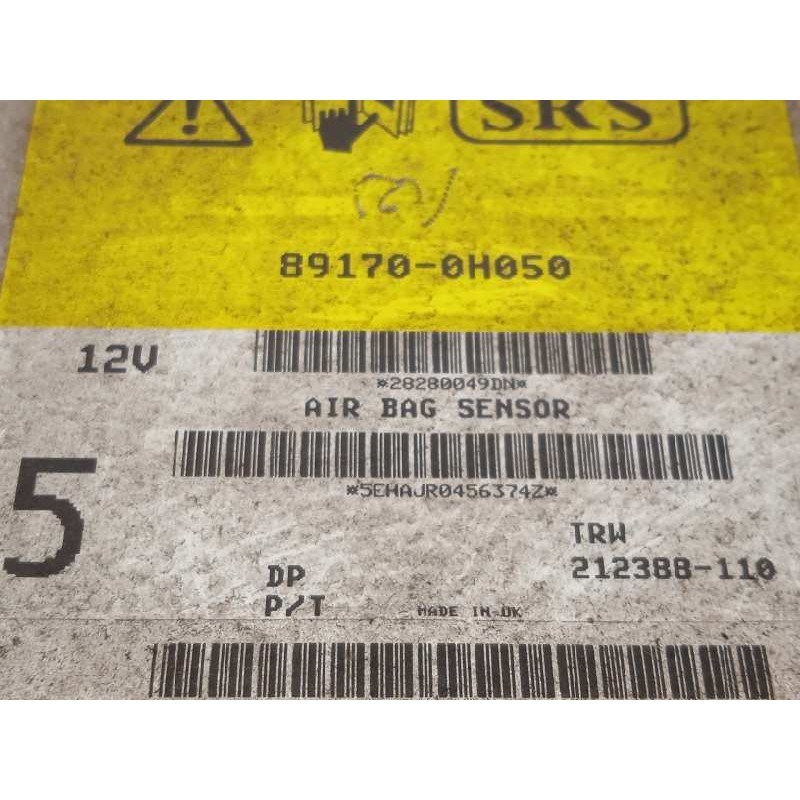 SRS
89170-0H050
12V
*28280049DN*
AIR BAG SENSOR
*5EHAJR0456374Z*
5
TRW
DP 212388-110
P/T MADE IN UK